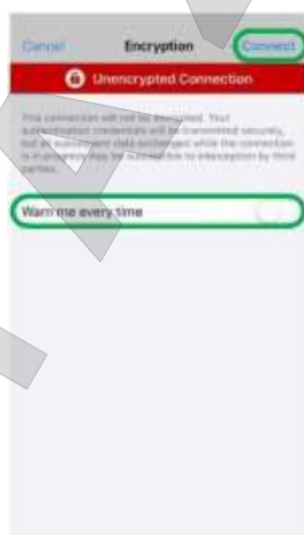 Cancel Encryption Connect
Unencrypted Connection
This connection will not be encrypted. Your
authentication credentials will be transmitted securely,
but all subsequent data exchanged while the connection
is in progress may be susceptible to interception by third
parties.
Warn me every time